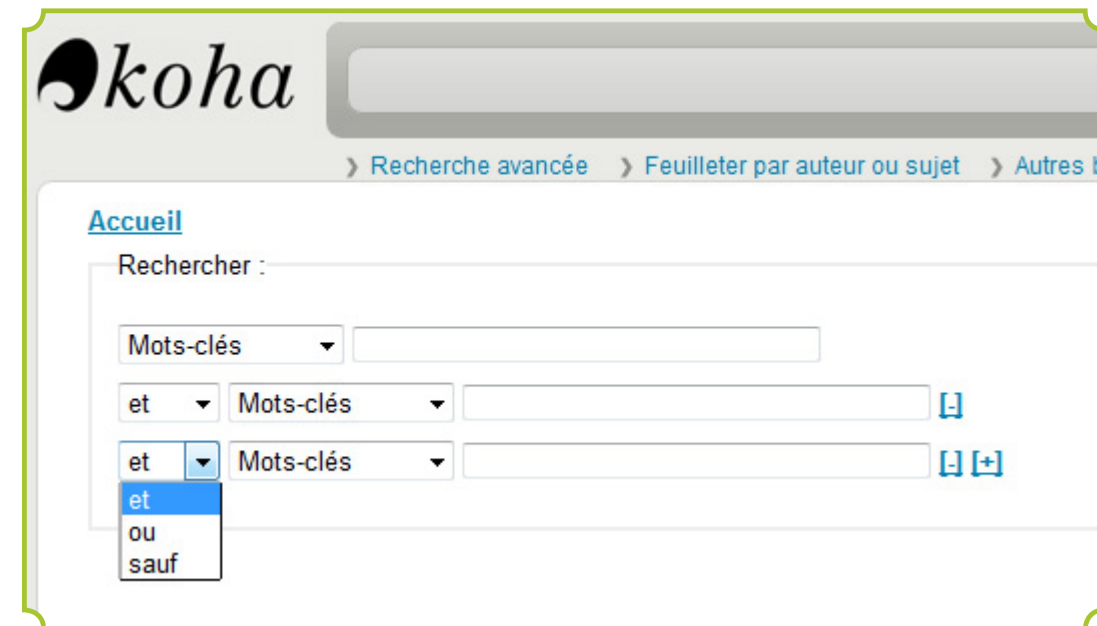 koha
❯ Recherche avancée ❯ Feuilleter par auteur ou sujet ❯ Autres
Accueil
Rechercher :
Mots-clés
et Mots-clés [-]
et Mots-clés [-] [+]
et
ou
sauf